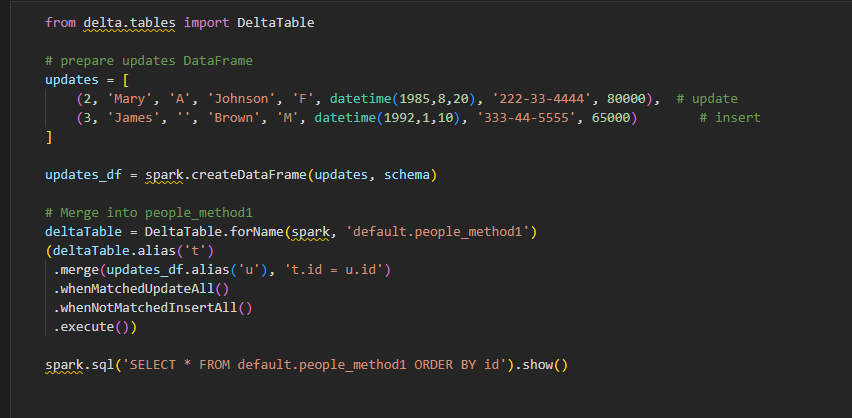 from delta.tables import DeltaTable
# prepare updates DataFrame
updates = [
(2, 'Mary', 'A', 'Johnson', 'F', datetime(1985,8,20), '222-33-4444', 80000),  # update
(3, 'James', '', 'Brown', 'M', datetime(1992,1,10), '333-44-5555', 65000)  # insert
]
updates_df = spark.createDataFrame(updates, schema)
# Merge into people_method1
deltaTable = DeltaTable.forName(spark, 'default.people_method1')
(deltaTable.alias('t')
.merge(updates_df.alias('u'), 't.id = u.id')
.whenMatchedUpdateAll()
.whenNotMatchedInsertAll()
.execute())
spark.sql('SELECT * FROM default.people_method1 ORDER BY id').show()